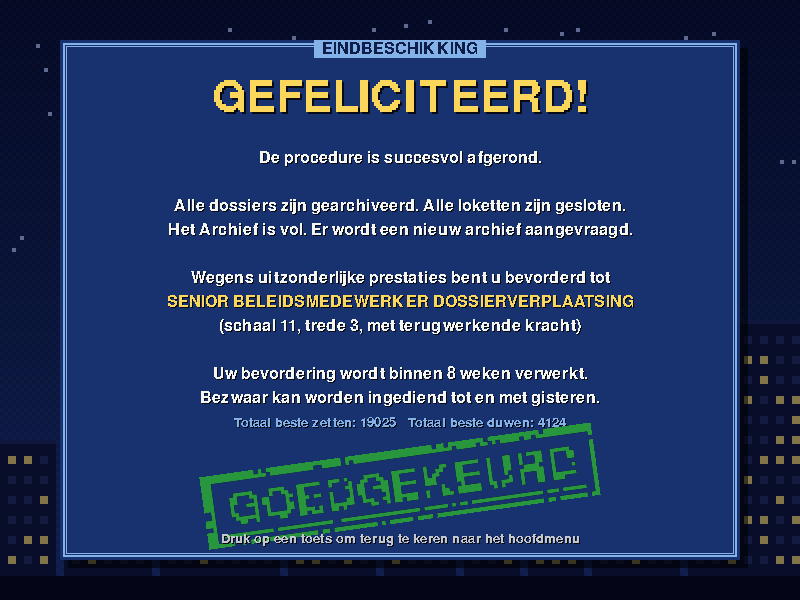 EINDBESCHIKKING
GEFELICITEERD!
De procedure is succesvol afgerond.
Alle dossiers zijn gearchiveerd. Alle loketten zijn gesloten.
Het Archief is vol. Er wordt een nieuw archief aangevraagd.
Wegens uitzonderlijke prestaties bent u bevorderd tot
SENIOR BELEIDSMEDEWERKER DOSSIERVERPLAATSING
(schaal 11, trede 3, met terugwerkende kracht)
Uw bevordering wordt binnen 8 weken verwerkt.
Bezwaar kan worden ingediend tot en met gisteren.
Totaal beste zetten: 19025 Totaal beste duwen: 4124
GOEDGEKEURD
Druk op een toets om terug te keren naar het hoofdmenu